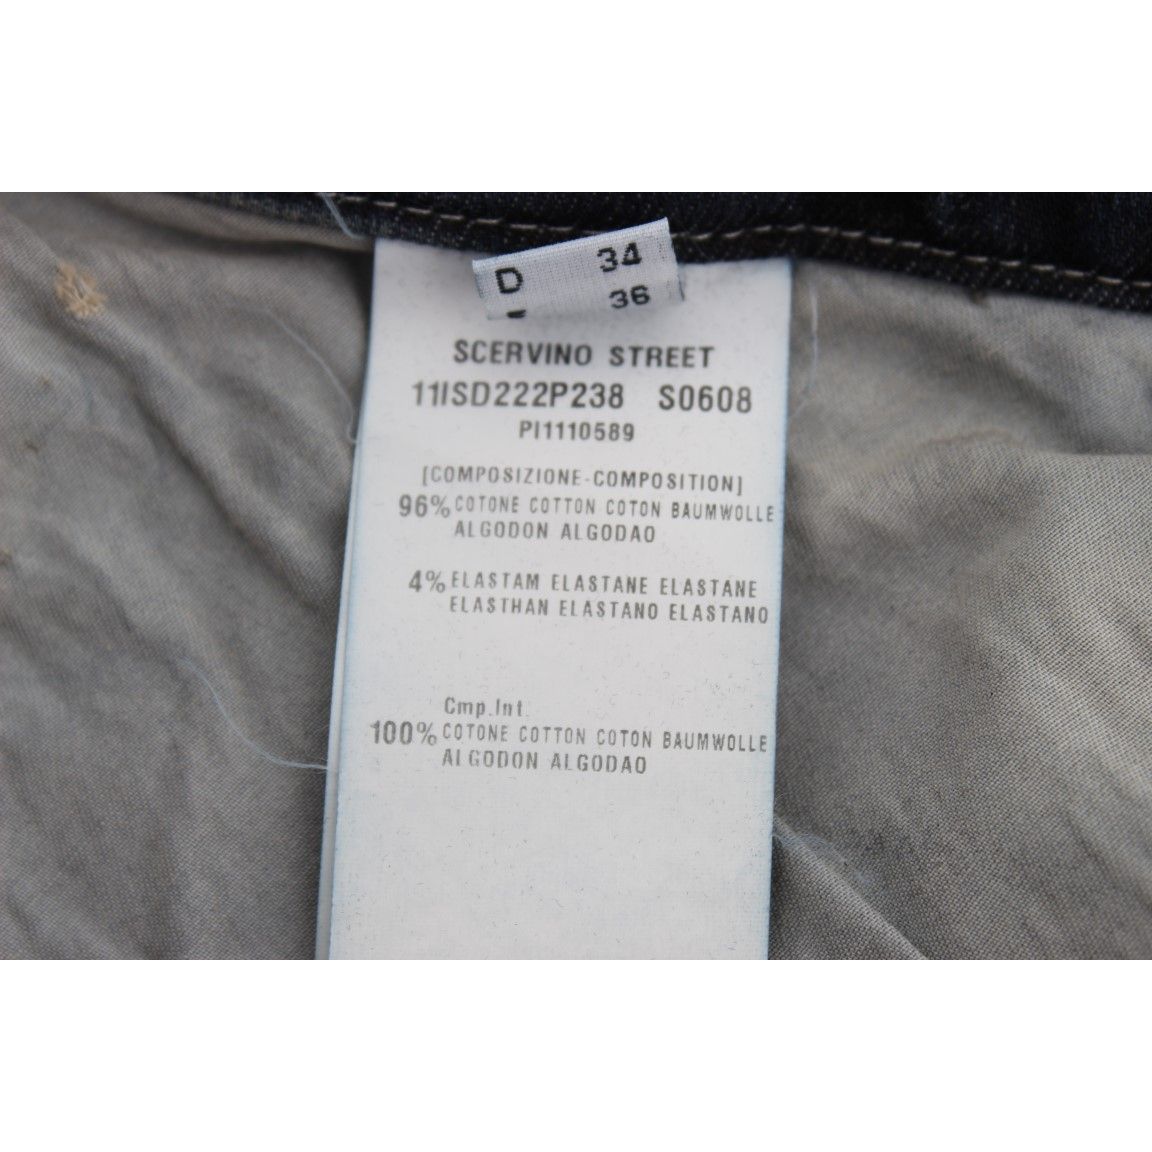 D 34
36
SCERVINO STREET
11ISD222P238 S0608
PI1110589
[COMPOSIZIONE-COMPOSITION]
96% COTONE COTTON COTON BAUMWOLLE
ALGODON ALGODAO
4% ELASTAM ELASTANE ELASTANE
ELASTHAN ELASTANO ELASTANO
Cmp.Int.
100% COTONE COTTON COTON BAUMWOLLE
ALGODON ALGODAO